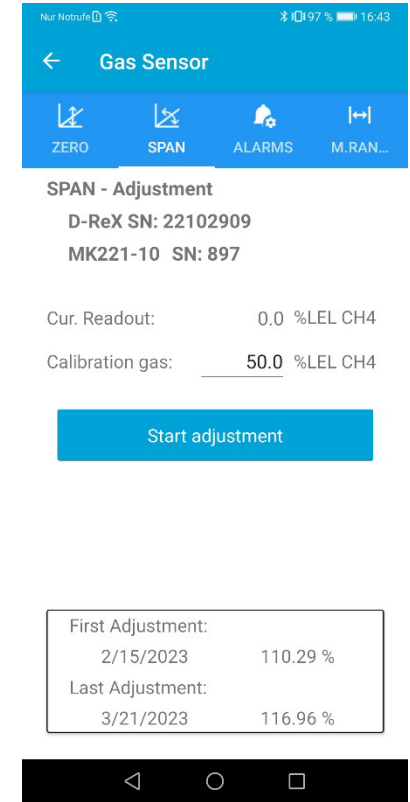 Nur Notrufe 97 % 16:43
Gas Sensor
ZERO SPAN ALARMS M.RAN...
SPAN - Adjustment
D-ReX SN: 22102909
MK221-10 SN: 897
Cur. Readout: 0.0 %LEL CH4
Calibration gas: 50.0 %LEL CH4
Start adjustment
First Adjustment:
2/15/2023 110.29 %
Last Adjustment:
3/21/2023 116.96 %